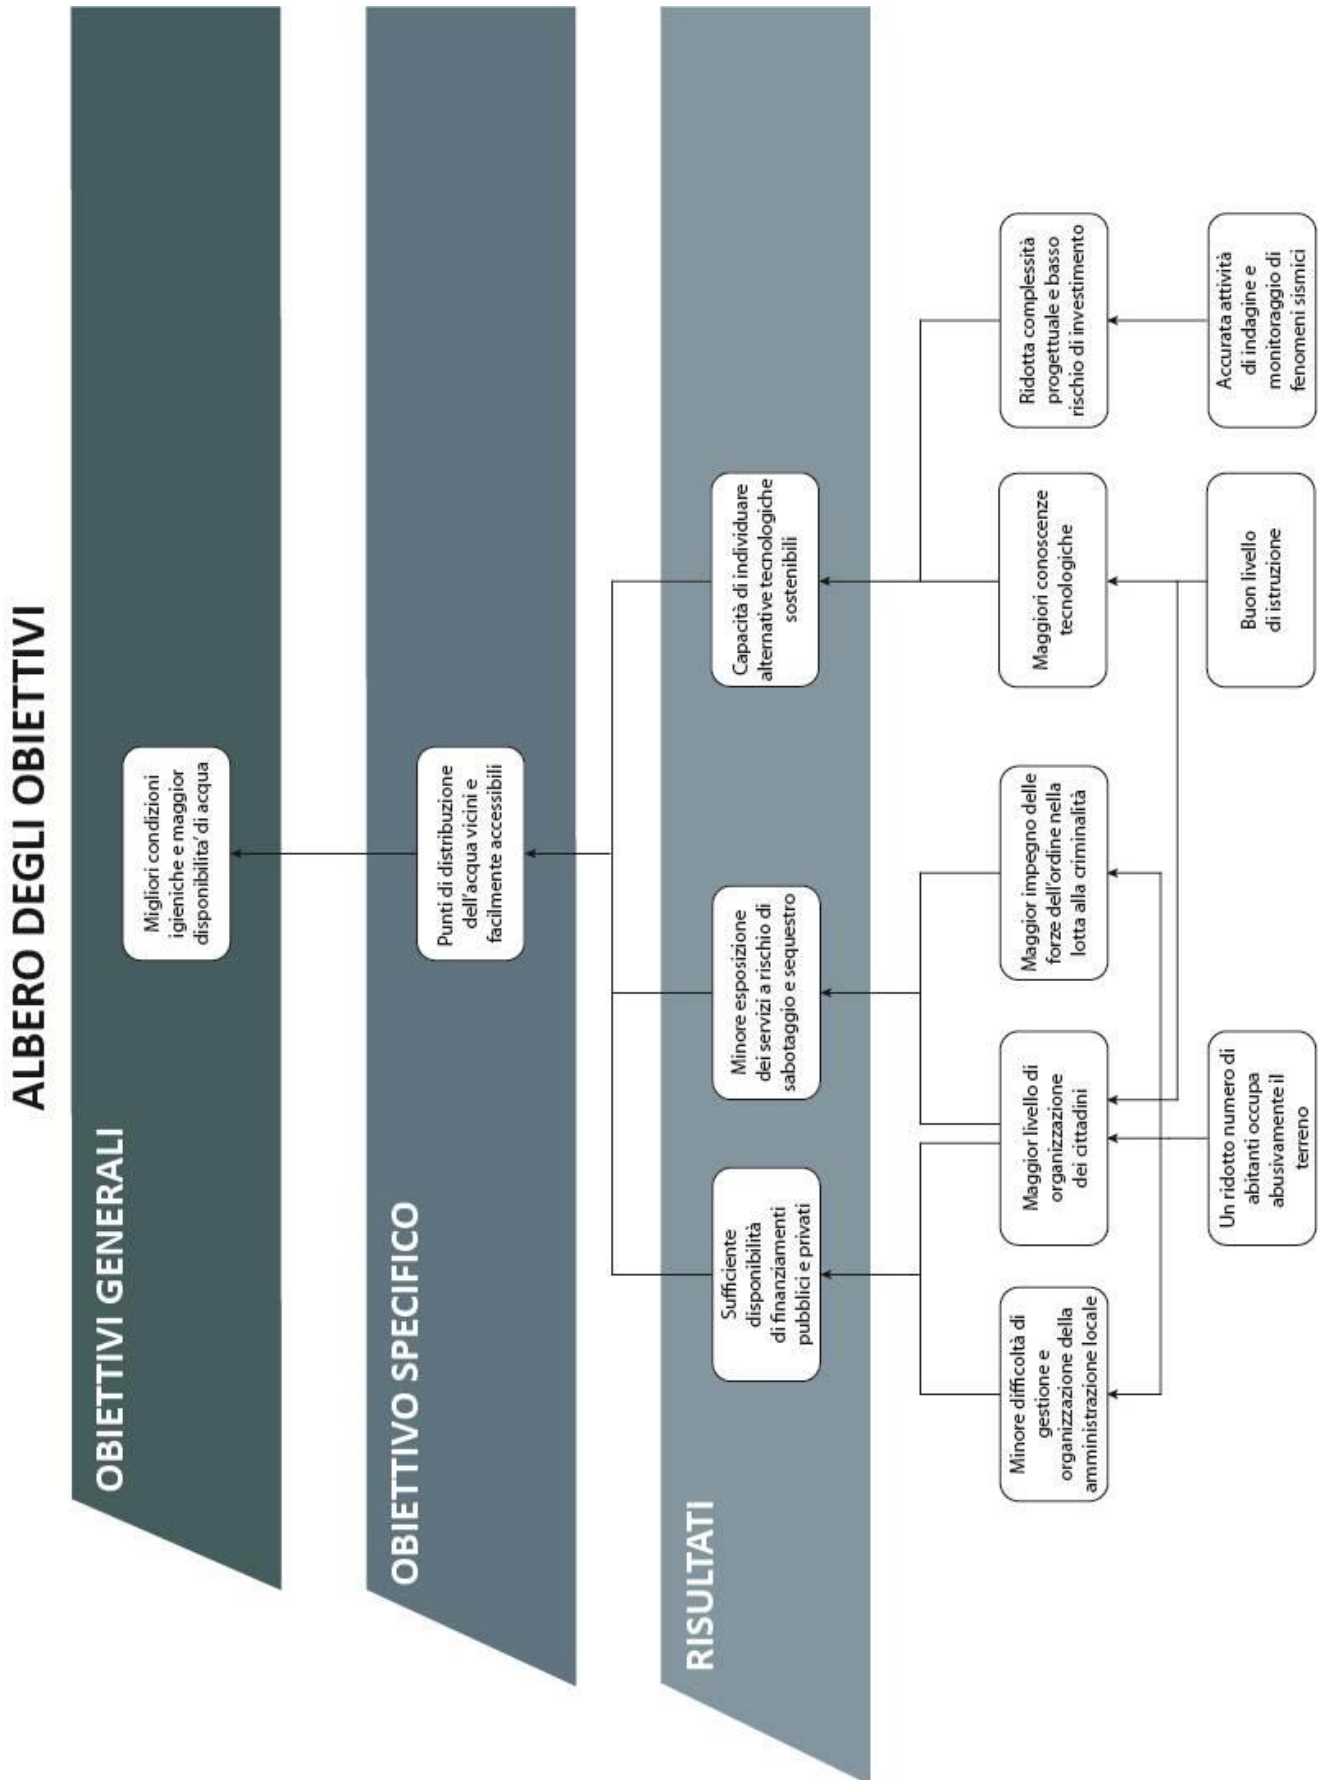 ALBERO DEGLI OBIETTIVI
OBIETTIVI GENERALI
Migliori condizioni
igieniche e maggior
disponibilita' di acqua
OBIETTIVO SPECIFICO
Punti di distribuzione
dell'acqua vicini e
facilmente accessibili
RISULTATI
Sufficiente
disponibilità
di finanziamenti
pubblici e privati
Minore esposizione
dei servizi a rischio di
sabotaggio e sequestro
Capacità di individuare
alternative tecnologiche
sostenibili
Minore difficoltà di
gestione e
organizzazione della
amministrazione locale
Maggior livello di
organizzazione
dei cittadini
Maggior impegno delle
forze dell'ordine nella
lotta alla criminalità
Maggiori conoscenze
tecnologiche
Ridotta complessità
progettuale e basso
rischio di investimento
Un ridotto numero di
abitanti occupa
abusivamente il
terreno
Buon livello
di istruzione
Accurata attività
di indagine e
monitoraggio di
fenomeni sismici